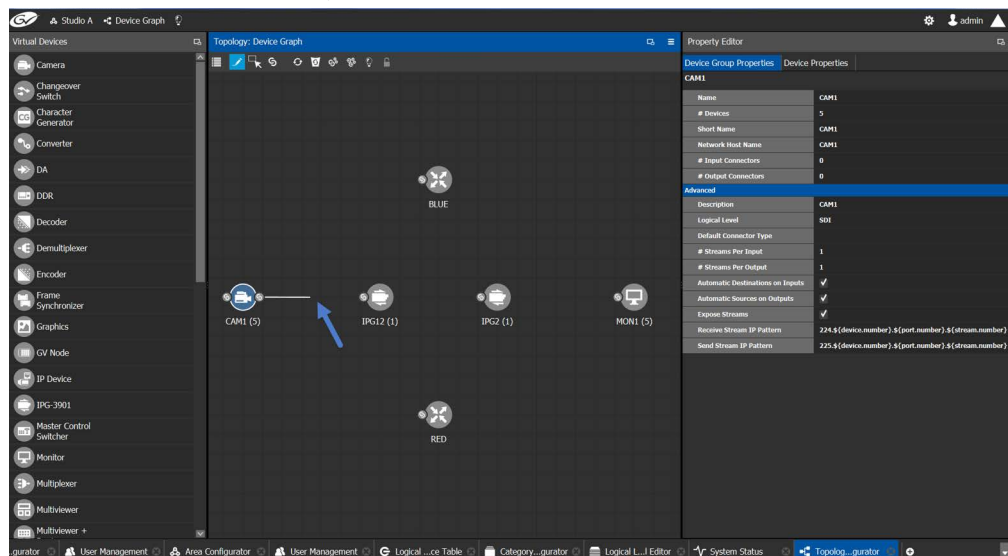 GV Studio A Device Graph admin
Virtual Devices
Camera
Changeover
Switch
CG
Character
Generator
Converter
DA
DDR
Decoder
Demultiplexer
Encoder
Frame
Synchronizer
Graphics
GV Node
IP Device
IPG-3901
Master Control
Switcher
Monitor
Multiplexer
Multiviewer
Multiviewer +
Topology: Device Graph
BLUE
CAM1 (5)
IPG12 (1)
IPG2 (1)
MON1 (5)
RED
Property Editor
Device Group Properties Device Properties
CAM1
Name CAM1
# Devices 5
Short Name CAM1
Network Host Name CAM1
# Input Connectors 0
# Output Connectors 0
Advanced
Description CAM1
Logical Level SDI
Default Connector Type
# Streams Per Input 1
# Streams Per Output 1
Automatic Destinations on Inputs
Automatic Sources on Outputs
Expose Streams
Receive Stream IP Pattern 224.${device.number}.${port.number}.${stream.number}
Send Stream IP Pattern 225.${device.number}.${port.number}.${stream.number}
..gurator User Management Area Configurator User Management Logical ...ce Table Category...gurator Logical L...l Editor System Status Topolog...gurator